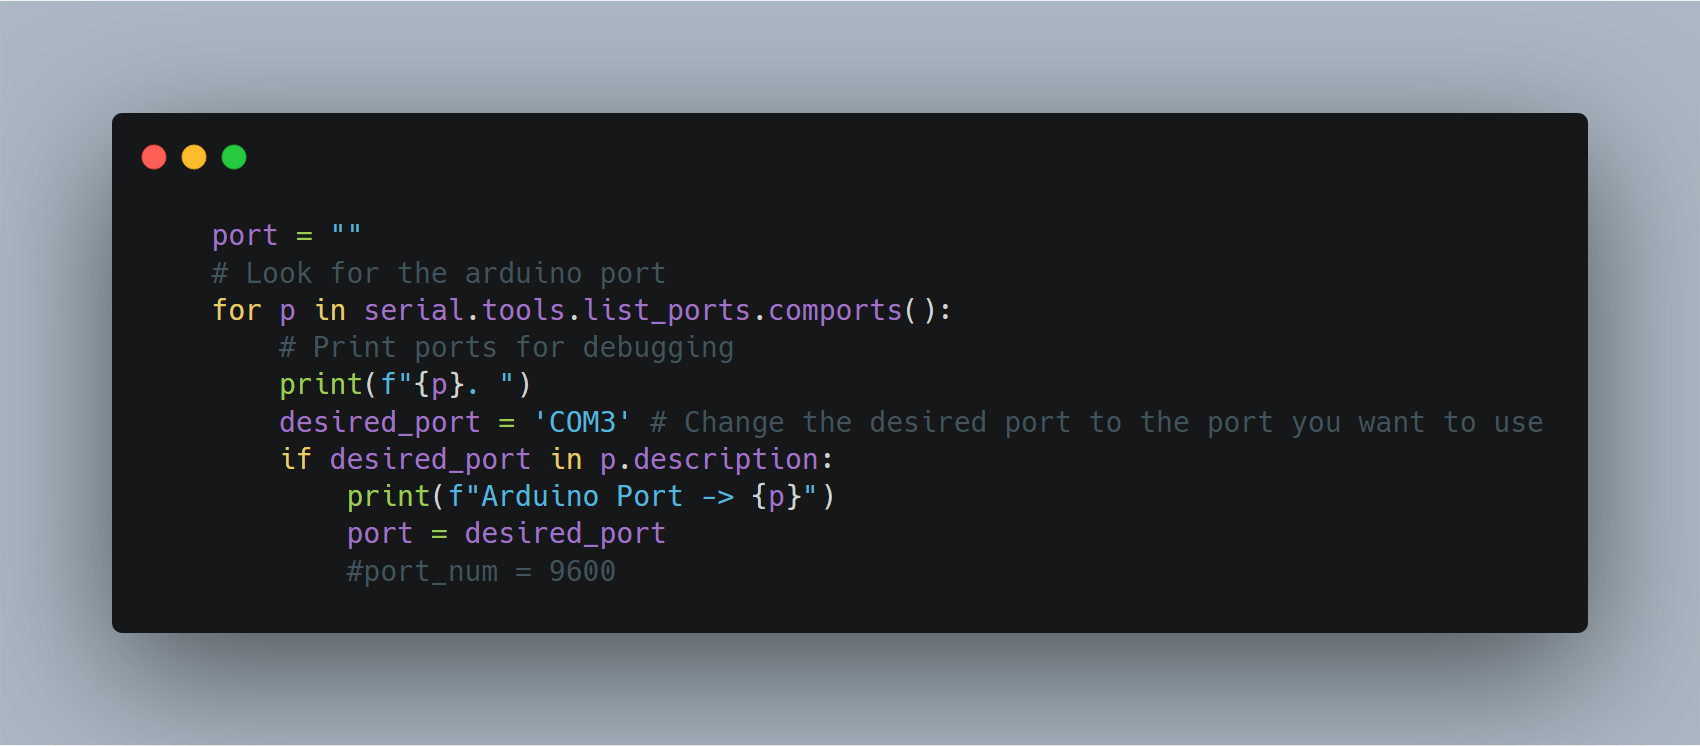 port = ""
# Look for the arduino port
for p in serial.tools.list_ports.comports():
    # Print ports for debugging
    print(f"{p}. ")
    desired_port = 'COM3' # Change the desired port to the port you want to use
    if desired_port in p.description:
        print(f"Arduino Port -> {p}")
        port = desired_port
        #port_num = 9600